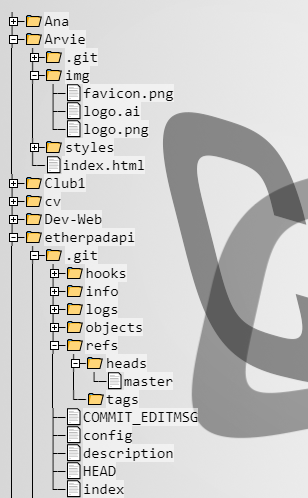 Ana
Arvie
.git
img
favicon.png
logo.ai
logo.png
styles
index.html
Club1
cv
Dev-Web
etherpadapi
.git
hooks
info
logs
objects
refs
heads
master
tags
COMMIT_EDITMSG
config
description
HEAD
index